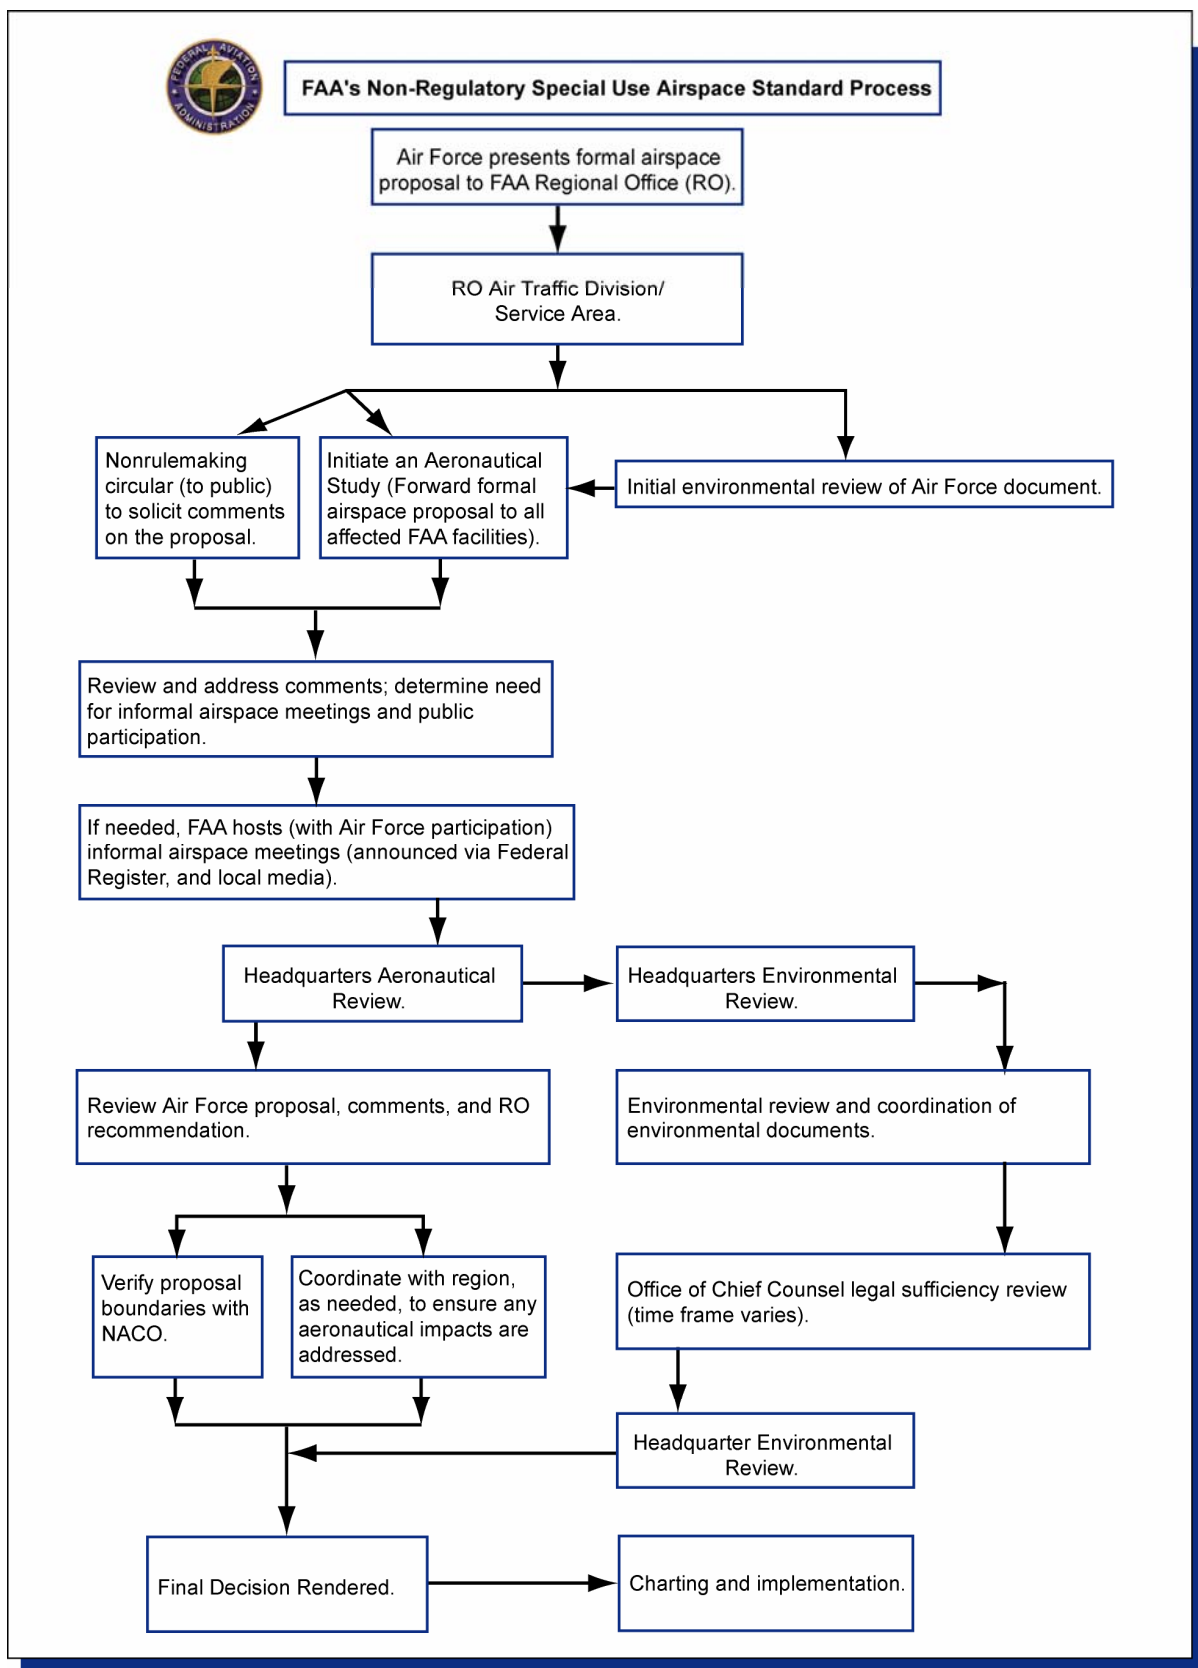 FEDERAL AVIATION
ADMINISTRATION
FAA's Non-Regulatory Special Use Airspace Standard Process
Air Force presents formal airspace
proposal to FAA Regional Office (RO).
RO Air Traffic Division/
Service Area.
Nonrulemaking
circular (to public)
to solicit comments
on the proposal.
Initiate an Aeronautical
Study (Forward formal
airspace proposal to all
affected FAA facilities).
Initial environmental review of Air Force document.
Review and address comments; determine need
for informal airspace meetings and public
participation.
If needed, FAA hosts (with Air Force participation)
informal airspace meetings (announced via Federal
Register, and local media).
Headquarters Aeronautical
Review.
Headquarters Environmental
Review.
Review Air Force proposal, comments, and RO
recommendation.
Environmental review and coordination of
environmental documents.
Verify proposal
boundaries with
NACO.
Coordinate with region,
as needed, to ensure any
aeronautical impacts are
addressed.
Office of Chief Counsel legal sufficiency review
(time frame varies).
Headquarter Environmental
Review.
Final Decision Rendered.
Charting and implementation.